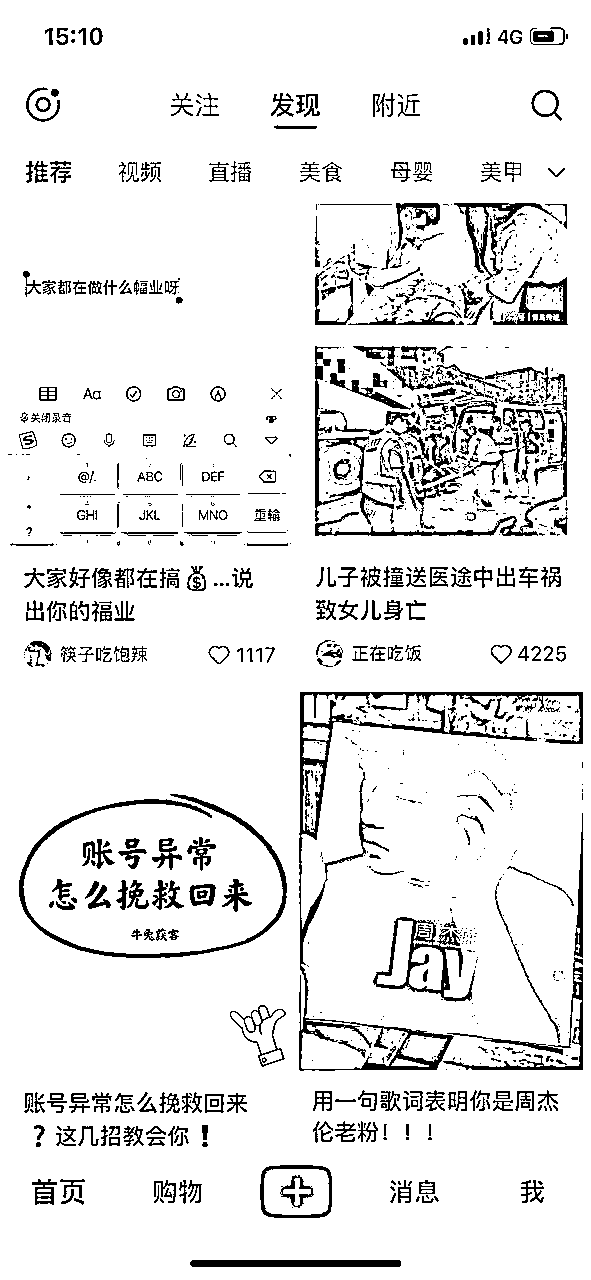 15:10
4G
关注 发现 附近
推荐 视频 直播 美食 母婴 美甲
大家都在做什么幅业呀
Aa
关闭录音
@/. ABC DEF
GHI JKL MNO 重输
?
大家好像都在搞💰...说
出你的福业
筷子吃饱辣 1117
儿子被撞送医途中出车祸
致女儿身亡
正在吃饭 4225
账号异常
怎么挽救回来
牛兔获客
账号异常怎么挽救回来
❓这几招教会你❗
周杰
Jay
用一句歌词表明你是周杰
伦老粉！！！
首页 购物 消息 我